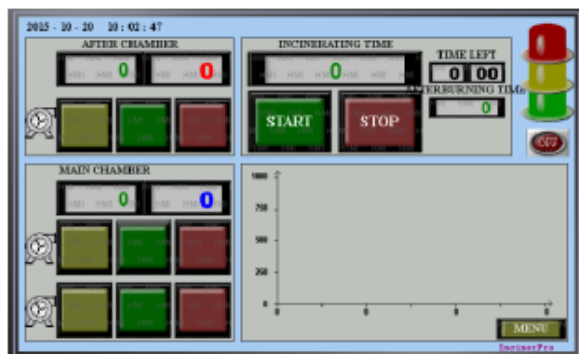 2015 - 10 - 20 10 : 02 : 47
AFTER CHAMBER
0 0
INCINERATING TIME
0
TIME LEFT
0 00
AFTERBURNING TIME
0
START STOP
OFF
MAIN CHAMBER
0 0
1000
750
500
250
0
0 0 0 0
MENU
IncinerPro